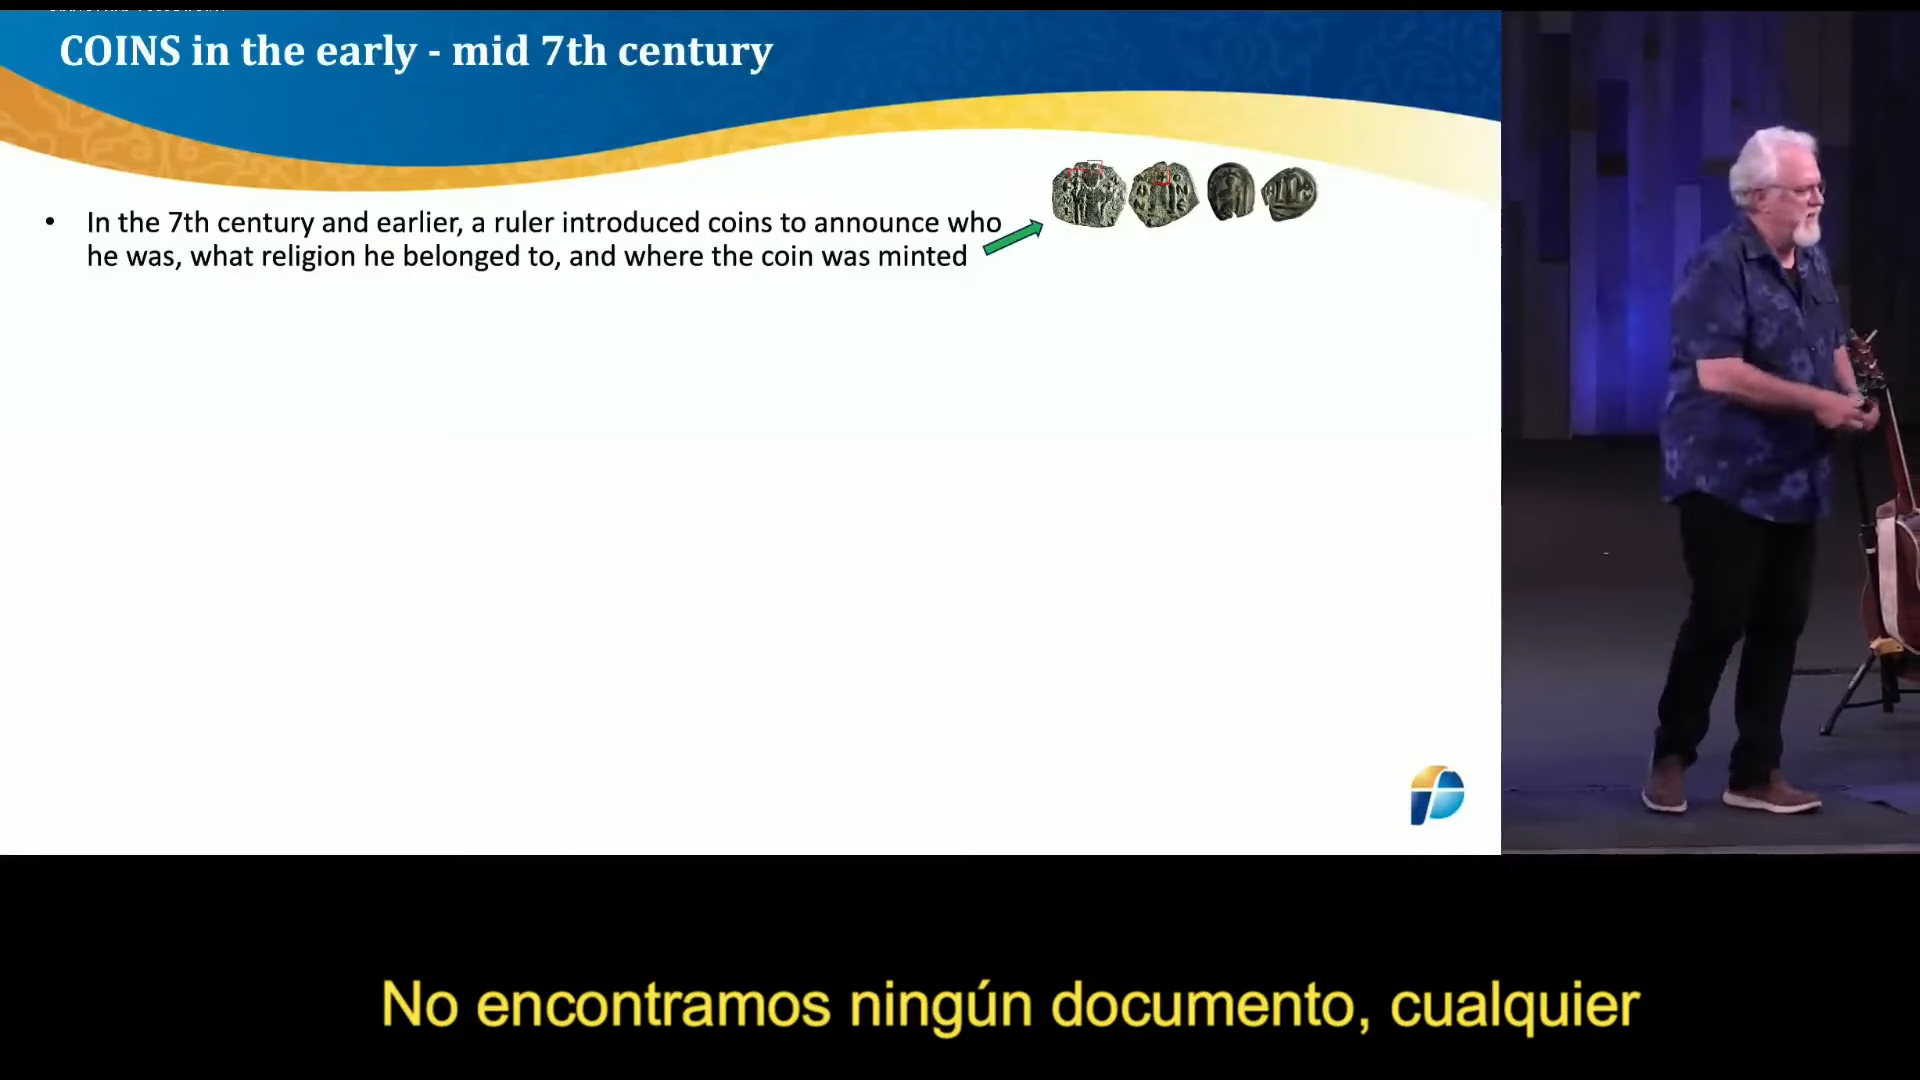 COINS in the early - mid 7th century
• In the 7th century and earlier, a ruler introduced coins to announce who
he was, what religion he belonged to, and where the coin was minted
No encontramos ningún documento, cualquier